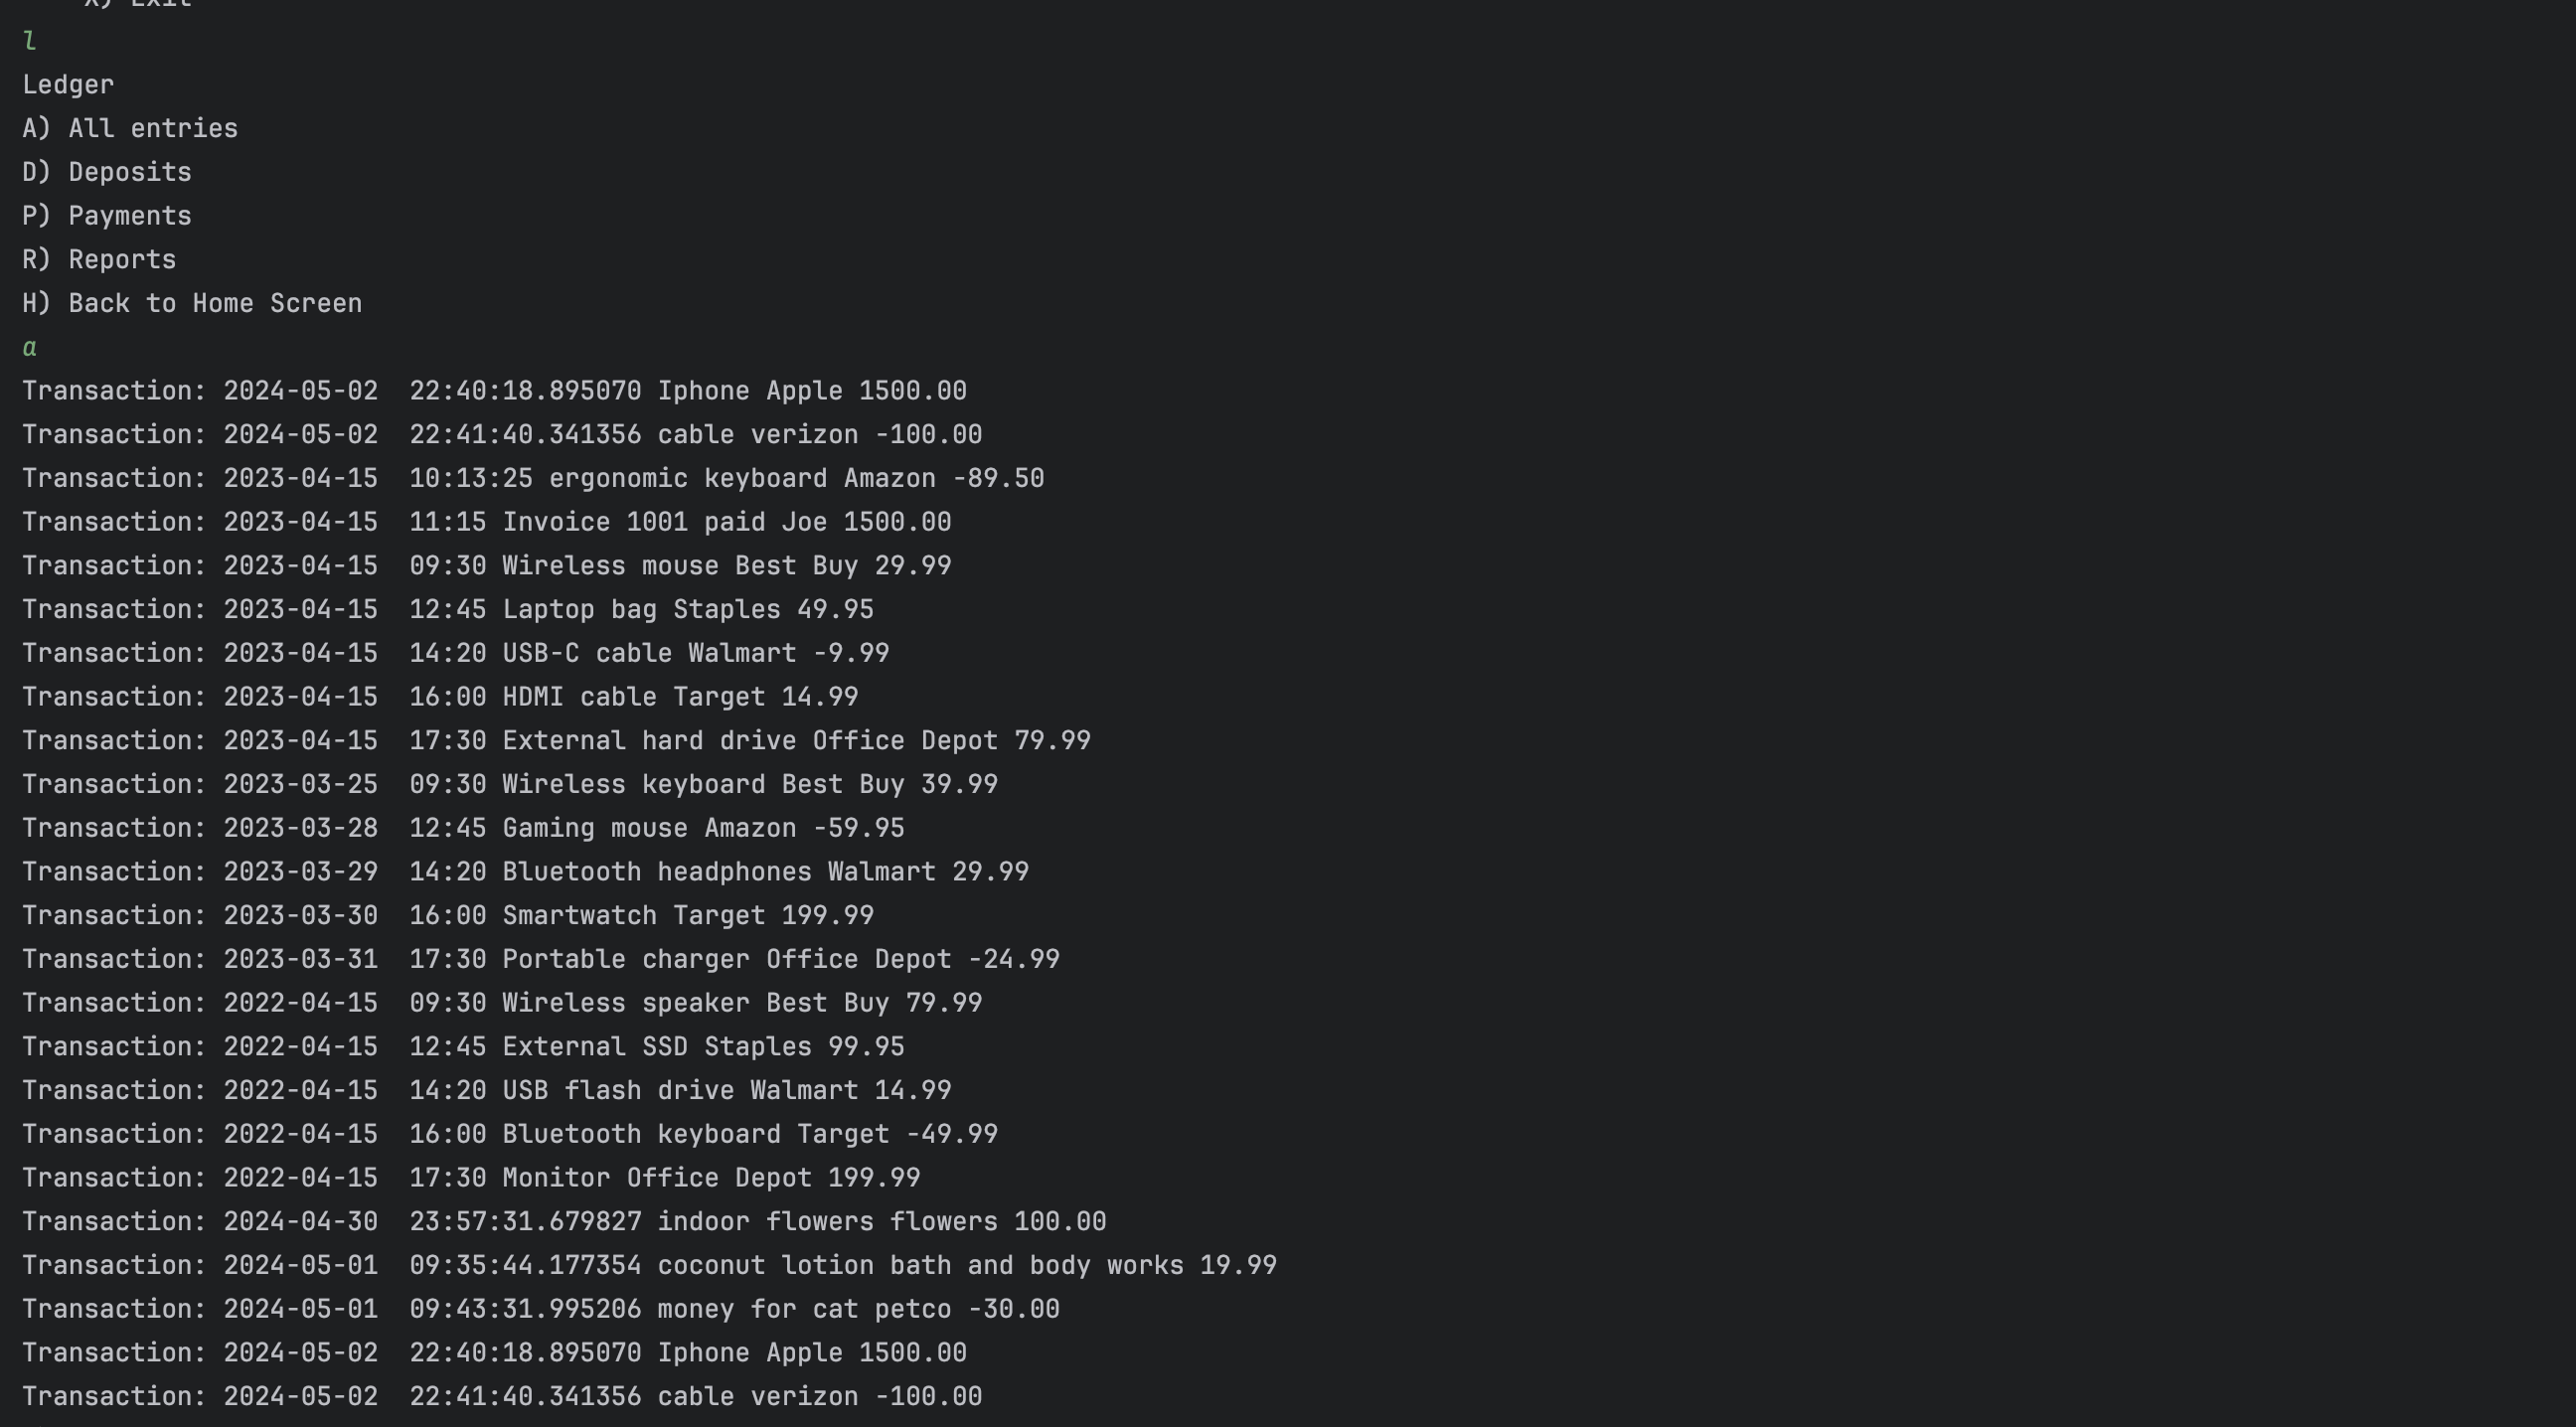 X) Exit
l
Ledger
A) All entries
D) Deposits
P) Payments
R) Reports
H) Back to Home Screen
a
Transaction: 2024-05-02  22:40:18.895070 Iphone Apple 1500.00
Transaction: 2024-05-02  22:41:40.341356 cable verizon -100.00
Transaction: 2023-04-15  10:13:25 ergonomic keyboard Amazon -89.50
Transaction: 2023-04-15  11:15 Invoice 1001 paid Joe 1500.00
Transaction: 2023-04-15  09:30 Wireless mouse Best Buy 29.99
Transaction: 2023-04-15  12:45 Laptop bag Staples 49.95
Transaction: 2023-04-15  14:20 USB-C cable Walmart -9.99
Transaction: 2023-04-15  16:00 HDMI cable Target 14.99
Transaction: 2023-04-15  17:30 External hard drive Office Depot 79.99
Transaction: 2023-03-25  09:30 Wireless keyboard Best Buy 39.99
Transaction: 2023-03-28  12:45 Gaming mouse Amazon -59.95
Transaction: 2023-03-29  14:20 Bluetooth headphones Walmart 29.99
Transaction: 2023-03-30  16:00 Smartwatch Target 199.99
Transaction: 2023-03-31  17:30 Portable charger Office Depot -24.99
Transaction: 2022-04-15  09:30 Wireless speaker Best Buy 79.99
Transaction: 2022-04-15  12:45 External SSD Staples 99.95
Transaction: 2022-04-15  14:20 USB flash drive Walmart 14.99
Transaction: 2022-04-15  16:00 Bluetooth keyboard Target -49.99
Transaction: 2022-04-15  17:30 Monitor Office Depot 199.99
Transaction: 2024-04-30  23:57:31.679827 indoor flowers flowers 100.00
Transaction: 2024-05-01  09:35:44.177354 coconut lotion bath and body works 19.99
Transaction: 2024-05-01  09:43:31.995206 money for cat petco -30.00
Transaction: 2024-05-02  22:40:18.895070 Iphone Apple 1500.00
Transaction: 2024-05-02  22:41:40.341356 cable verizon -100.00